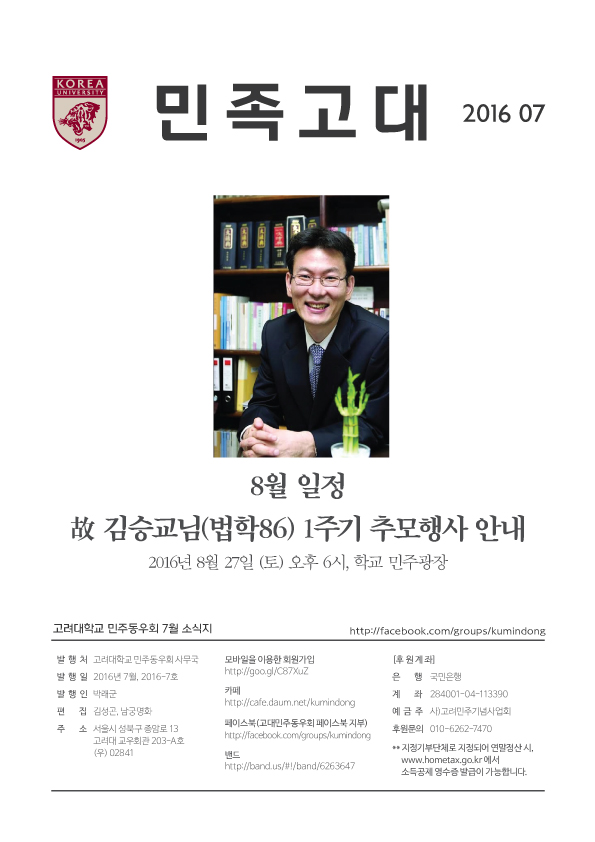 KOREA
UNIVERSITY
1905
민족고대
2016 07
8월 일정
故 김승교님(법학86) 1주기 추모행사 안내
2016년 8월 27일 (토) 오후 6시, 학교 민주광장
고려대학교 민주동우회 7월 소식지
http://facebook.com/groups/kumindong
발 행 처 고려대학교 민주동우회 사무국
발 행 일 2016년 7월, 2016-7호
발 행 인 박래군
편 집 김성곤, 남궁영화
주 소 서울시 성북구 종암로 13
고려대 교우회관 203-A호
(우) 02841
모바일을 이용한 회원가입
http://goo.gl/C87XuZ
카페
http://cafe.daum.net/kumindong
페이스북(고대민주동우회 페이스북 지부)
http://facebook.com/groups/kumindong
밴드
http://band.us/#!/band/6263647
[후원계좌]
은 행 국민은행
계 좌 284001-04-113390
예 금 주 사)고려민주기념사업회
후원문의 010-6262-7470
** 지정기부단체로 지정되어 연말정산 시,
www.hometax.go.kr 에서
소득공제 영수증 발급이 가능합니다.